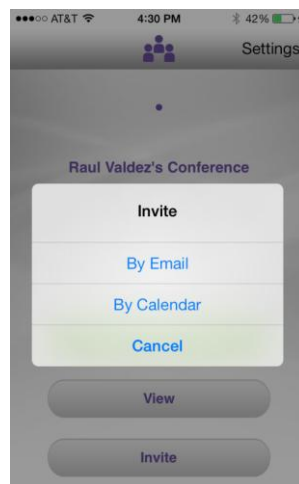 AT&T 4:30 PM 42%
Settings
Raul Valdez's Conference
Invite
By Email
By Calendar
Cancel
View
Invite